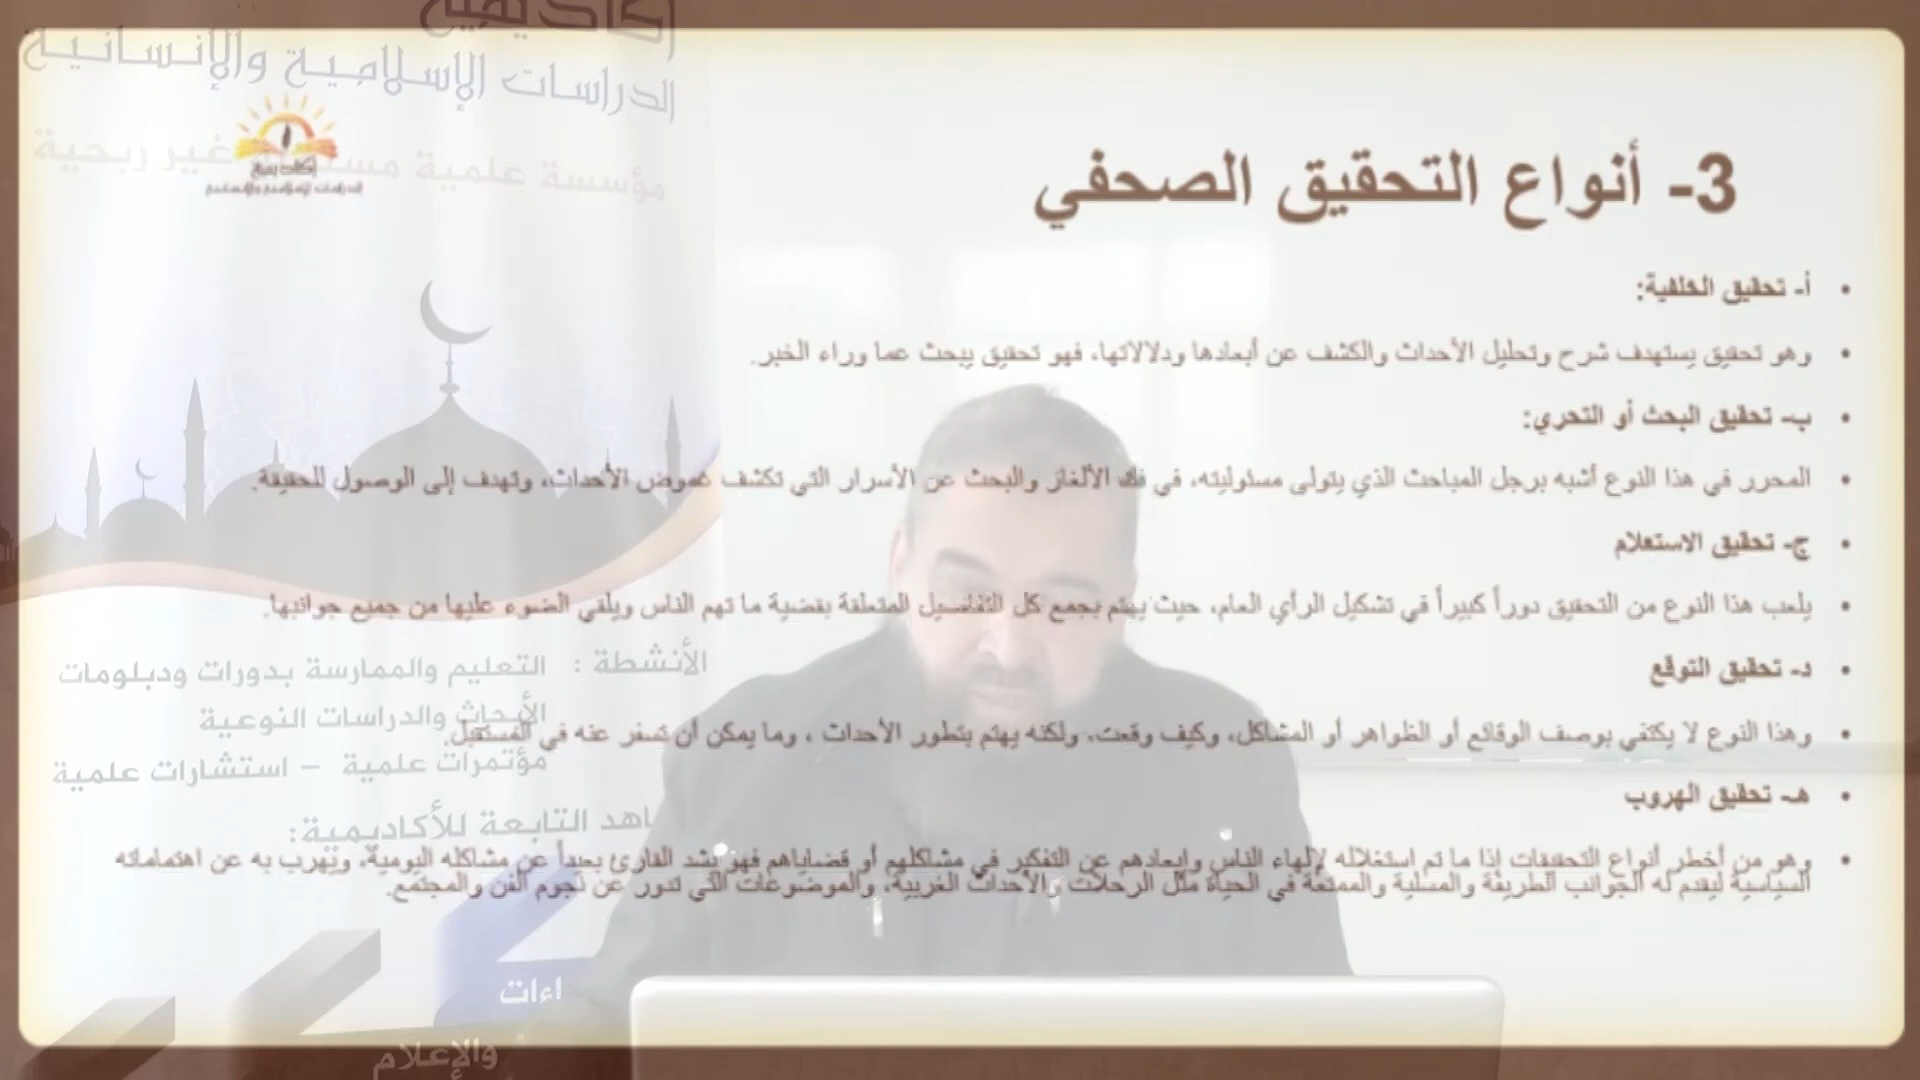 3- أنواع التحقيق الصحفي
أ- تحقيق الخلفية:
وهو تحقيق يستهدف شرح وتحليل الأحداث والكشف عن أبعادها ودلالاتها، فهو تحقيق يبحث عما وراء الخبر.
ب- تحقيق البحث أو التحري:
المحرر في هذا النوع أشبه برجل المباحث الذي يتولى مسئوليته، في فك الألغاز والبحث عن الأسرار التي تكشف غموض الأحداث، وتهدف إلى الوصول للحقيقة.
ج- تحقيق الاستعلام
يلعب هذا النوع من التحقيق دوراً كبيراً في تشكيل الرأي العام، حيث يهتم بجمع كل التفاصيل المتعلقة بقضية ما تهم الناس ويلقي الضوء عليها من جميع جوانبها.
د- تحقيق التوقع
وهذا النوع لا يكتفي بوصف الوقائع أو الظواهر أو المشاكل، وكيف وقعت، ولكنه يهتم بتطور الأحداث ، وما يمكن أن تسفر عنه في المستقبل.
هـ- تحقيق الهروب
وهو من أخطر أنواع التحقيقات إذا ما تم استغلاله لإلهاء الناس وإبعادهم عن التفكير في مشاكلهم أو قضاياهم فهو يشد القارئ بعيداً عن مشاكله اليومية، ويهرب به عن اهتماماته
السياسية ليقدم له الجوانب الطريفة والمسلية والممتعة في الحياة مثل الرحلات والأحداث الغريبة، والموضوعات التي تدور عن نجوم الفن والمجتمع.
أكاديمية
الدراسات الإسلامية والإنسانية
مؤسسة علمية غير ربحية
أكاديمية
الدراسات الإسلامية والإنسانية
الأنشطة : التعليم والممارسة بدورات ودبلومات
الأبحاث والدراسات النوعية
مؤتمرات علمية – استشارات علمية
التابعة للأكاديمية:
والإعلام